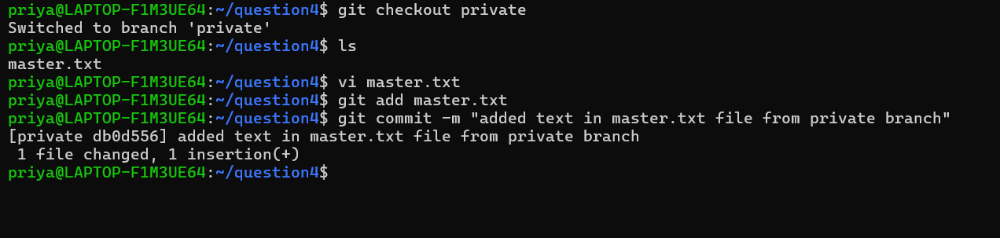 priya@LAPTOP-F1M3UE64:~/question4$ git checkout private
Switched to branch 'private'
priya@LAPTOP-F1M3UE64:~/question4$ ls
master.txt
priya@LAPTOP-F1M3UE64:~/question4$ vi master.txt
priya@LAPTOP-F1M3UE64:~/question4$ git add master.txt
priya@LAPTOP-F1M3UE64:~/question4$ git commit -m "added text in master.txt file from private branch"
[private db0d556] added text in master.txt file from private branch
 1 file changed, 1 insertion(+)
priya@LAPTOP-F1M3UE64:~/question4$